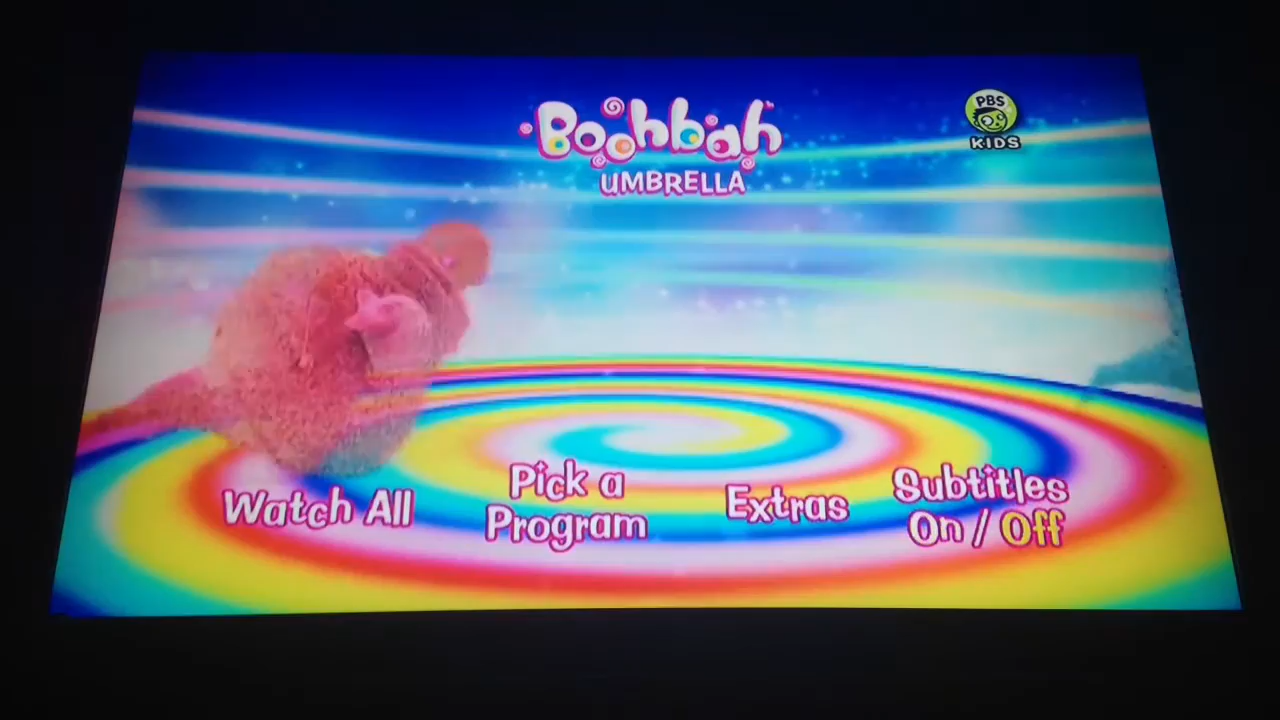 Boohbah
UMBRELLA
PBS
KIDS
Watch All
Pick a
Program
Extras
Subtitles
On / Off